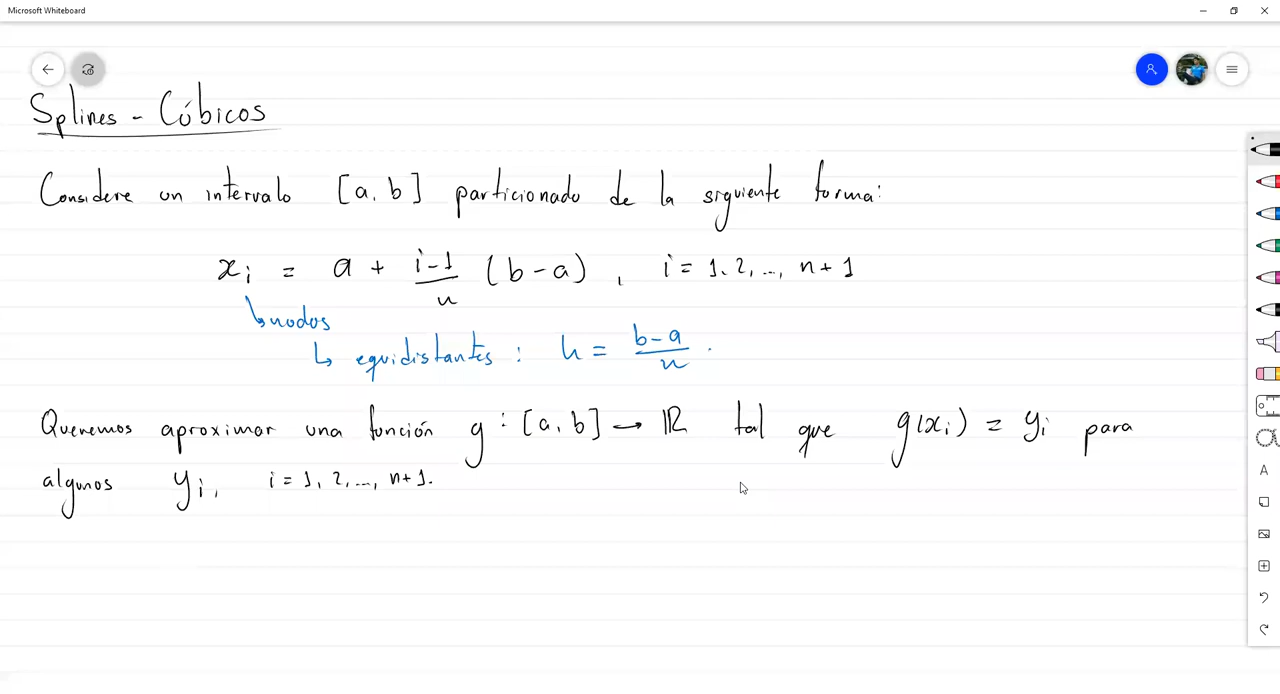 Microsoft Whiteboard
Splines - Cúbicos
Considere un intervalo [a, b] particionado de la siguiente forma:
xᵢ = a + (i-1)/n (b-a), i = 1, 2, ..., n+1
↳ nodos
↳ equidistantes: h = (b-a)/n.
Queremos aproximar una función g: [a, b] → ℝ tal que g(xᵢ) = yᵢ para
algunos yᵢ, i = 1, 2, ..., n+1.
A